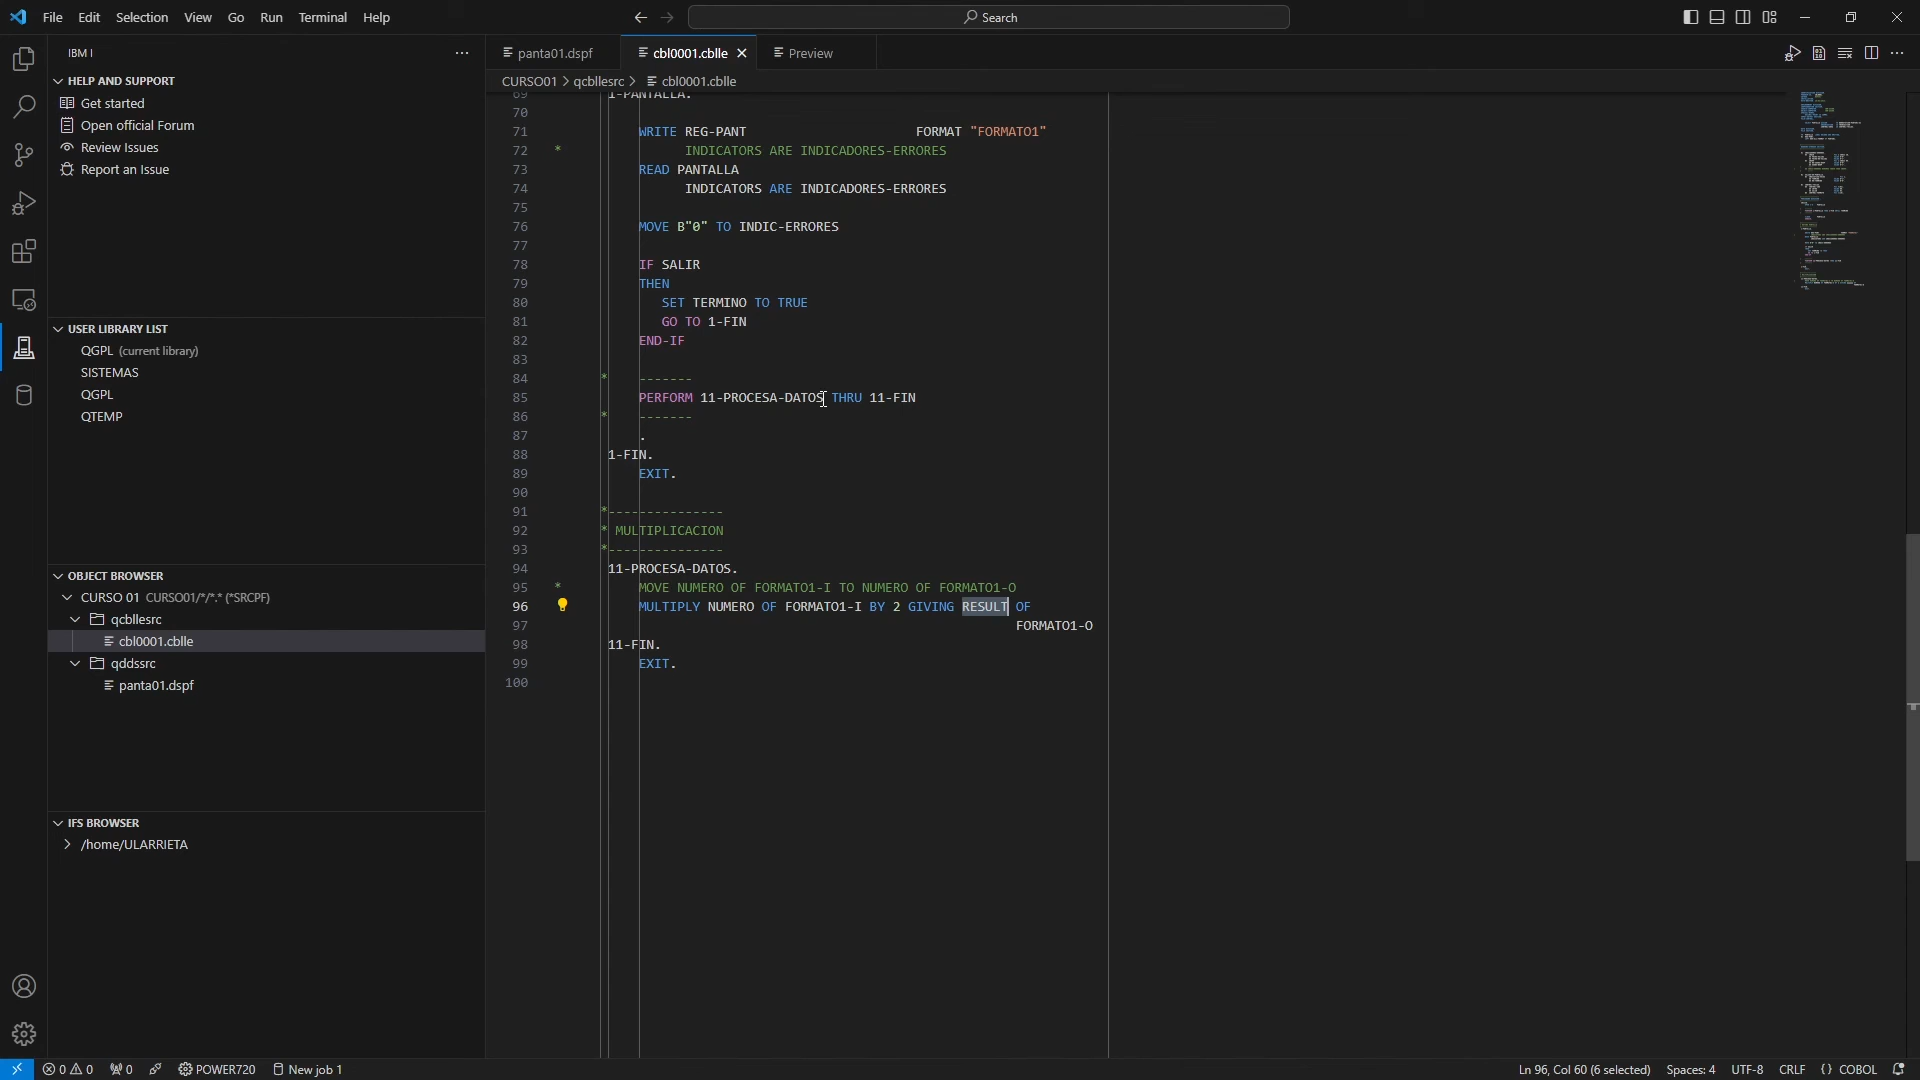 File Edit Selection View Go Run Terminal Help
Search
IBM I
HELP AND SUPPORT
Get started
Open official Forum
Review Issues
Report an Issue
USER LIBRARY LIST
QGPL (current library)
SISTEMAS
QGPL
QTEMP
OBJECT BROWSER
CURSO 01 CURSO01/*/*.* (*SRCPF)
qcbllesrc
cbl0001.cblle
qddssrc
panta01.dspf
IFS BROWSER
/home/ULARRIETA
panta01.dspf cbl0001.cblle Preview
CURSO01 > qcbllesrc > cbl0001.cblle
69 1-PANTALLA.
70
71 WRITE REG-PANT FORMAT "FORMATO1"
72 * INDICATORS ARE INDICADORES-ERRORES
73 READ PANTALLA
74 INDICATORS ARE INDICADORES-ERRORES
75
76 MOVE B"0" TO INDIC-ERRORES
77
78 IF SALIR
79 THEN
80 SET TERMINO TO TRUE
81 GO TO 1-FIN
82 END-IF
83
84 * -------
85 PERFORM 11-PROCESA-DATOS THRU 11-FIN
86 * -------
87 .
88 1-FIN.
89 EXIT.
90
91 *---------------
92 * MULTIPLICACION
93 *---------------
94 11-PROCESA-DATOS.
95 * MOVE NUMERO OF FORMATO1-I TO NUMERO OF FORMATO1-O
96 MULTIPLY NUMERO OF FORMATO1-I BY 2 GIVING RESULT OF
97 FORMATO1-O
98 11-FIN.
99 EXIT.
100
0 0 0 POWER720 New job 1
Ln 96, Col 60 (6 selected) Spaces: 4 UTF-8 CRLF {} COBOL